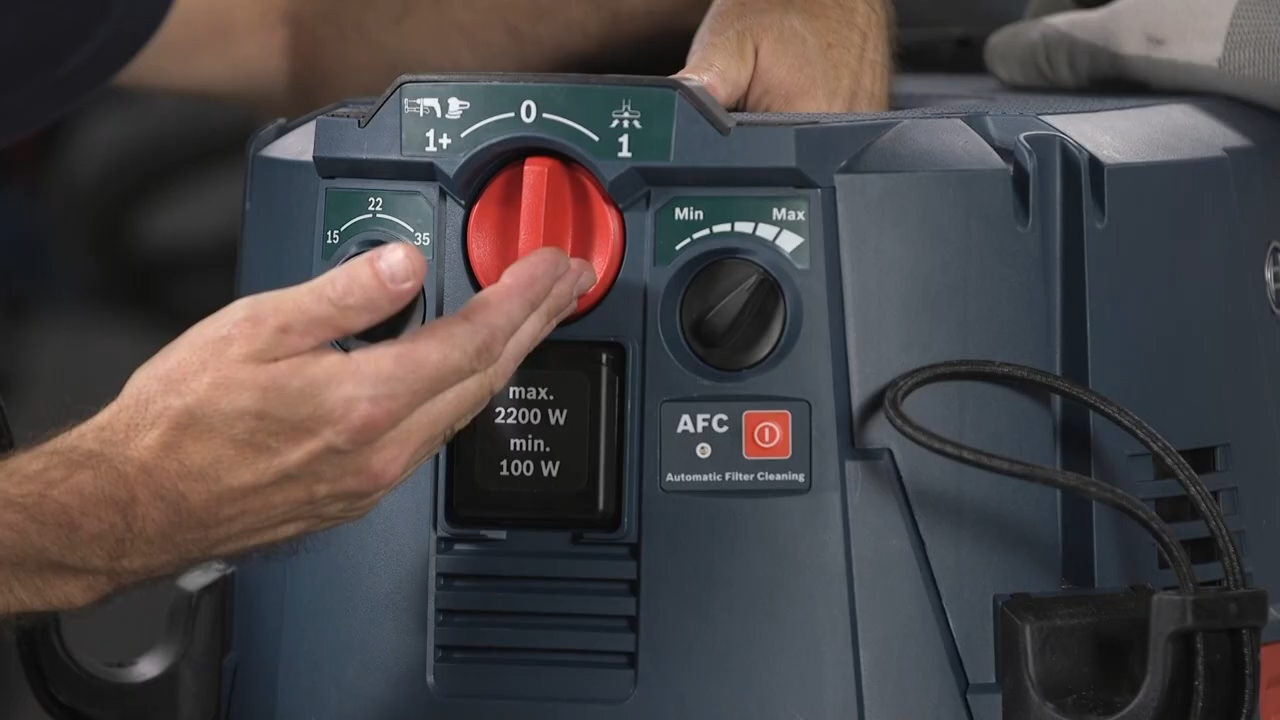 0
1+
1
22
15
35
Min
Max
max.
2200 W
min.
100 W
AFC
Automatic Filter Cleaning